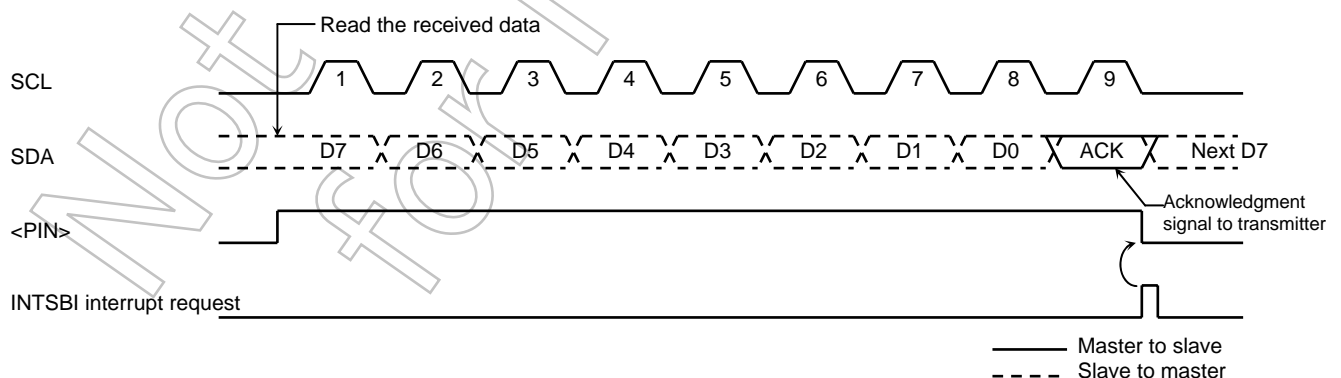 Read the received data
SCL 1 2 3 4 5 6 7 8 9
SDA D7 D6 D5 D4 D3 D2 D1 D0 ACK Next D7
Acknowledgment
signal to transmitter
<PIN>
INTSBI interrupt request
Master to slave
Slave to master
Not
for